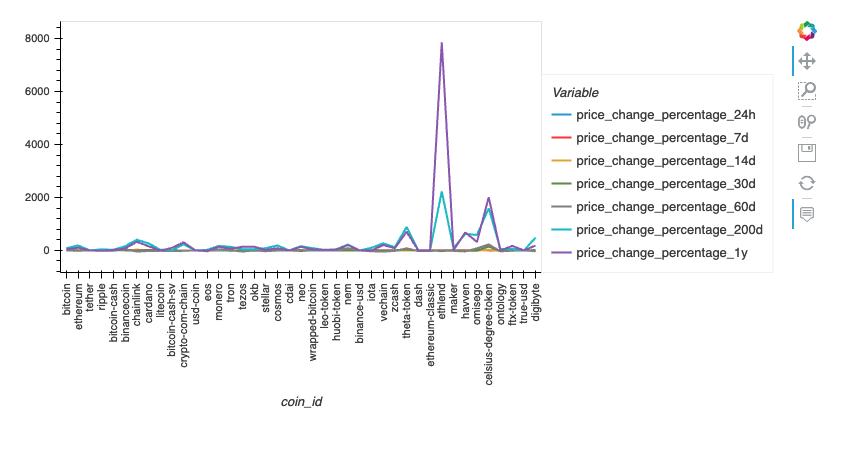 8000
6000
4000
2000
0
Variable
price_change_percentage_24h
price_change_percentage_7d
price_change_percentage_14d
price_change_percentage_30d
price_change_percentage_60d
price_change_percentage_200d
price_change_percentage_1y
bitcoin
ethereum
tether
ripple
bitcoin-cash
binancecoin
chainlink
cardano
litecoin
bitcoin-cash-sv
crypto-com-chain
usd-coin
eos
monero
tron
tezos
okb
stellar
cosmos
cdai
neo
wrapped-bitcoin
leo-token
huobi-token
nem
binance-usd
iota
vechain
zcash
theta-token
dash
ethereum-classic
ethlend
maker
havven
omisego
celsius-degree-token
ontology
ftx-token
true-usd
digibyte
coin_id